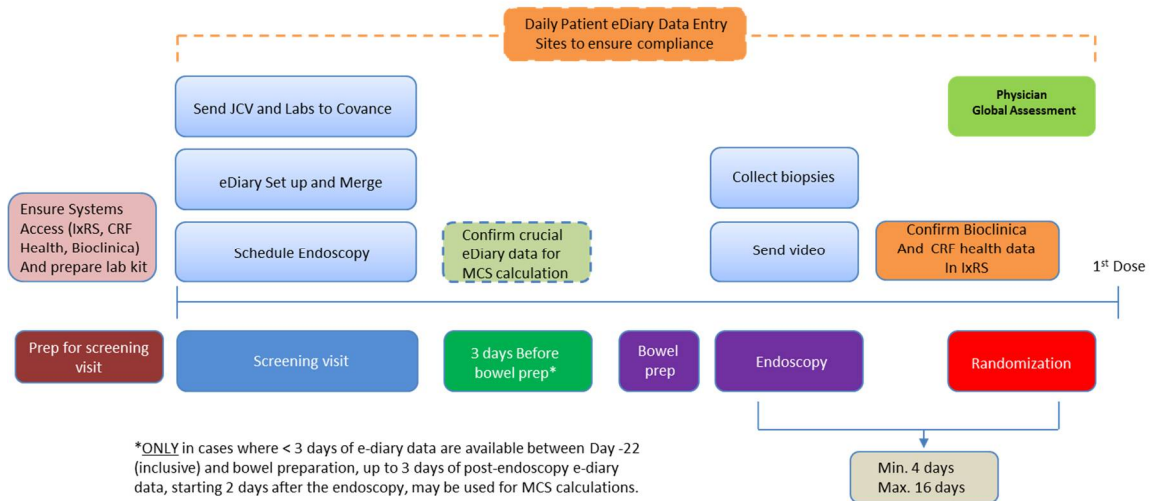 Daily Patient eDiary Data Entry
Sites to ensure compliance
Send JCV and Labs to Covance
Physician
Global Assessment
eDiary Set up and Merge
Collect biopsies
Ensure Systems
Access (IxRS, CRF
Health, Bioclinica)
And prepare lab kit
Schedule Endoscopy
Confirm crucial
eDiary data for
MCS calculation
Send video
Confirm Bioclinica
And CRF health data
In IxRS
1st Dose
Prep for screening
visit
Screening visit
3 days Before
bowel prep*
Bowel
prep
Endoscopy
Randomization
*ONLY in cases where < 3 days of e-diary data are available between Day -22
(inclusive) and bowel preparation, up to 3 days of post-endoscopy e-diary
data, starting 2 days after the endoscopy, may be used for MCS calculations.
Min. 4 days
Max. 16 days